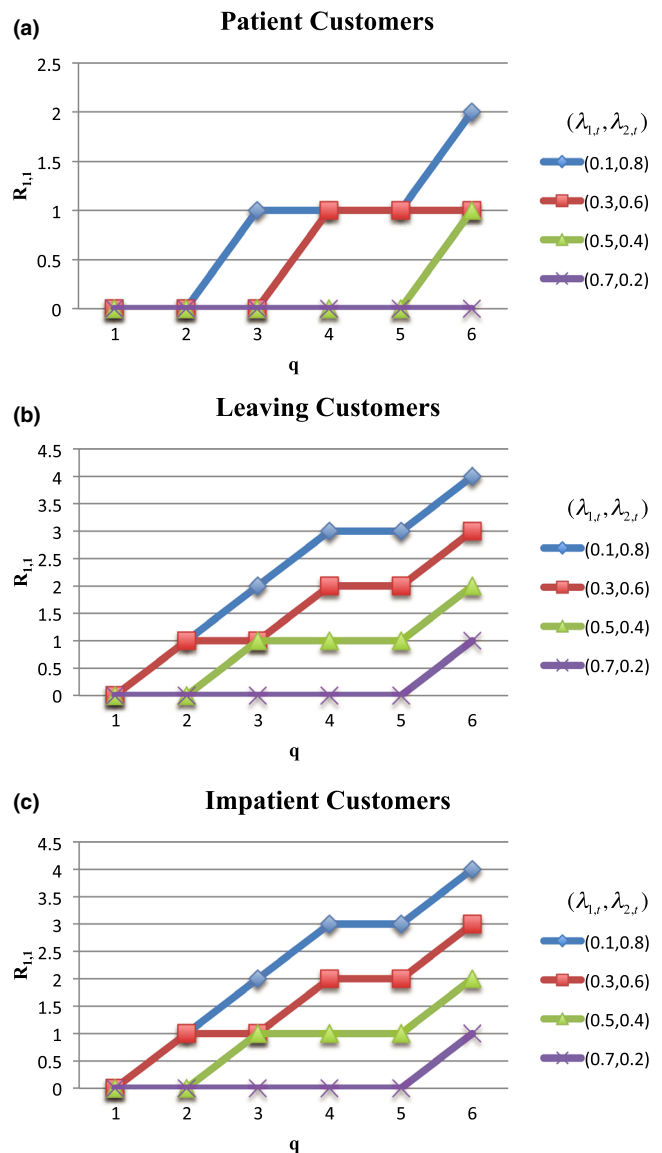 (a)
Patient Customers
2.5
2
1.5
1
0.5
0
R1,1
1 2 3 4 5 6
q
(λ1,t,λ2,t)
(0.1,0.8)
(0.3,0.6)
(0.5,0.4)
(0.7,0.2)
(b)
Leaving Customers
4.5
4
3.5
3
2.5
2
1.5
1
0.5
0
R1,1
1 2 3 4 5 6
q
(λ1,t,λ2,t)
(0.1,0.8)
(0.3,0.6)
(0.5,0.4)
(0.7,0.2)
(c)
Impatient Customers
4.5
4
3.5
3
2.5
2
1.5
1
0.5
0
R1,1
1 2 3 4 5 6
q
(λ1,t,λ2,t)
(0.1,0.8)
(0.3,0.6)
(0.5,0.4)
(0.7,0.2)